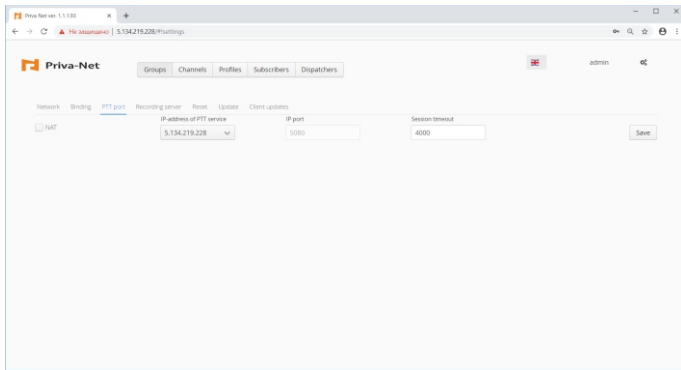 Priva Net ver. 1.1.130
Не защищено | 5.134.219.228/#!settings
Priva-Net
Groups Channels Profiles Subscribers Dispatchers
admin
Network Binding PTT port Recording server Reset Update Client updates
NAT
IP-address of PTT service IP port Session timeout
5.134.219.228 5080 4000
Save